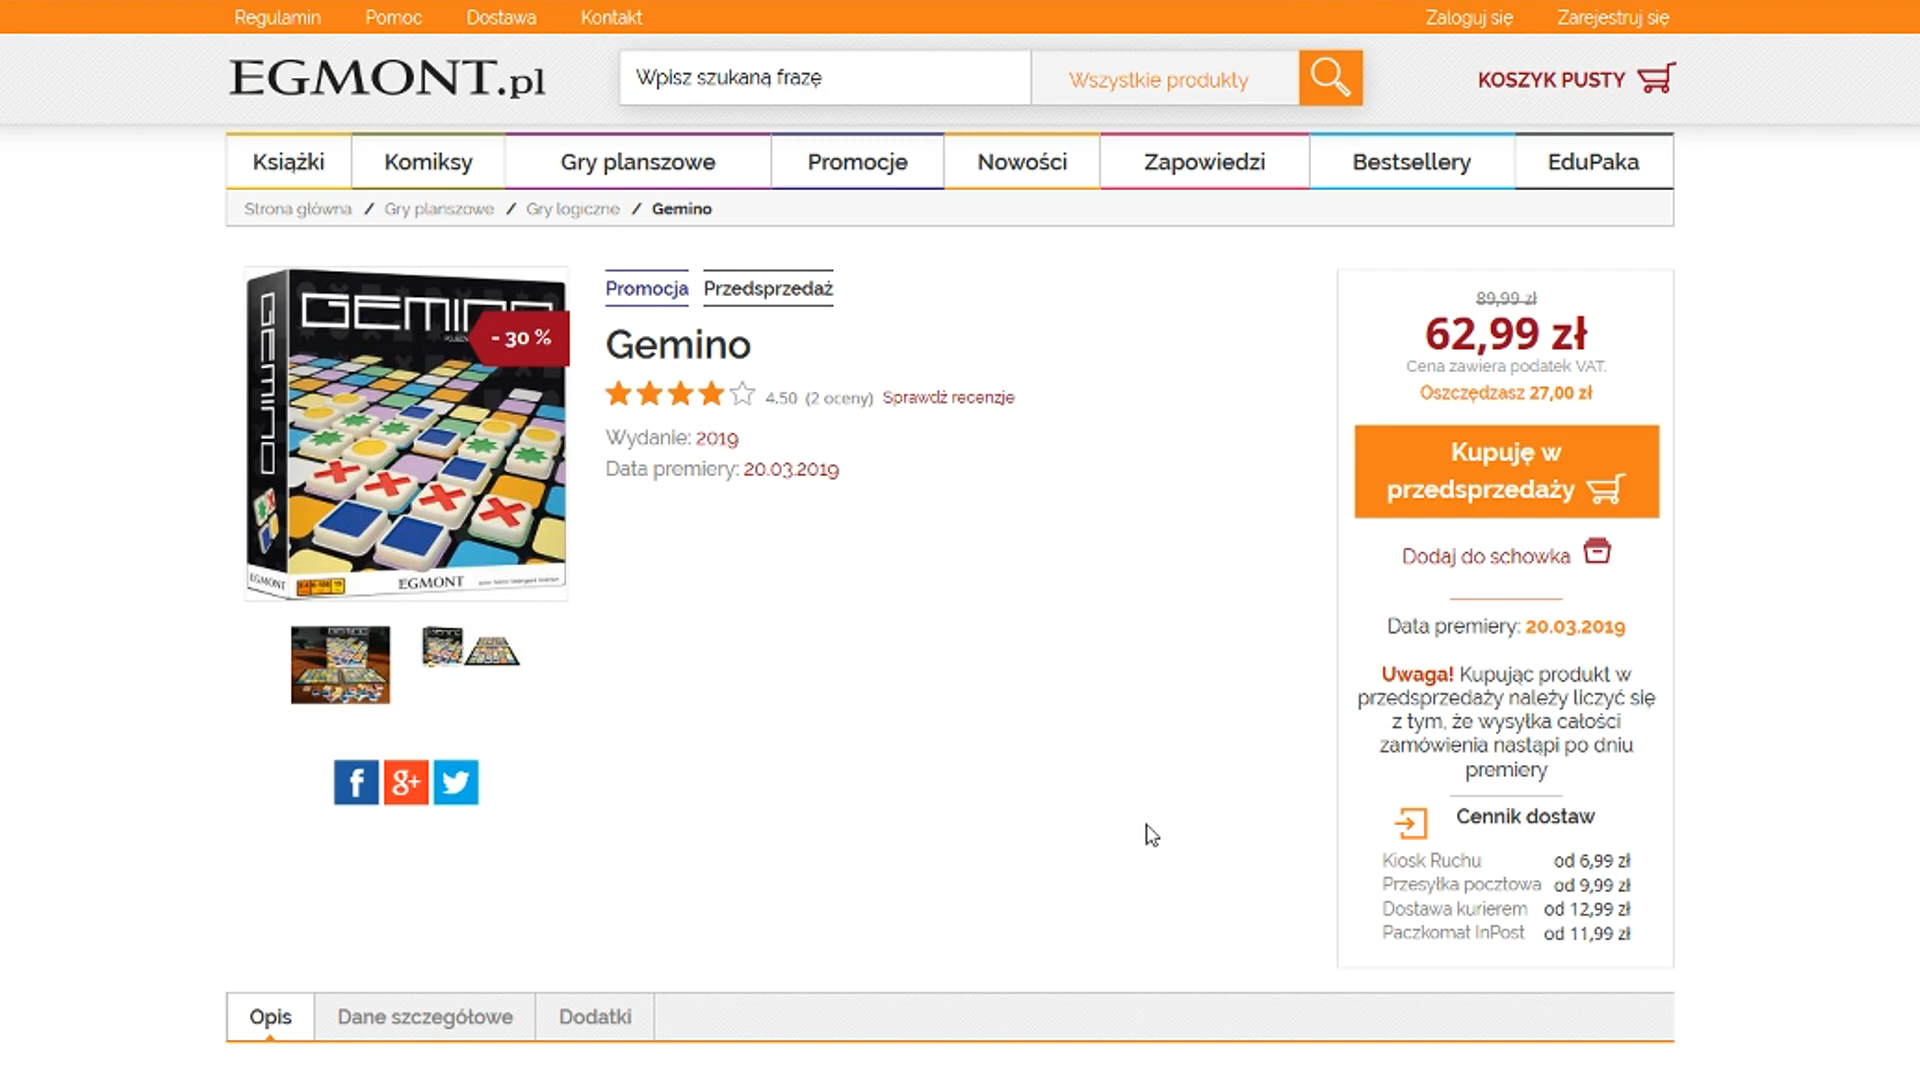 Regulamin Pomoc Dostawa Kontakt Zaloguj się Zarejestruj się
EGMONT.pl Wpisz szukaną frazę Wszystkie produkty KOSZYK PUSTY
Książki Komiksy Gry planszowe Promocje Nowości Zapowiedzi Bestsellery EduPaka
Strona główna / Gry planszowe / Gry logiczne / Gemino
GEMINO
GEMINO
- 30 %
EGMONT
EGMONT
Promocja Przedsprzedaż
Gemino
4.50 (2 oceny) Sprawdź recenzje
Wydanie: 2019
Data premiery: 20.03.2019
89,99 zł
62,99 zł
Cena zawiera podatek VAT.
Oszczędzasz 27,00 zł
Kupuję w
przedsprzedaży
Dodaj do schowka
Data premiery: 20.03.2019
Uwaga! Kupując produkt w
przedsprzedaży należy liczyć się
z tym, że wysyłka całości
zamówienia nastąpi po dniu
premiery
Cennik dostaw
Kiosk Ruchu od 6,99 zł
Przesyłka pocztowa od 9,99 zł
Dostawa kurierem od 12,99 zł
Paczkomat InPost od 11,99 zł
f g+
Opis Dane szczegółowe Dodatki